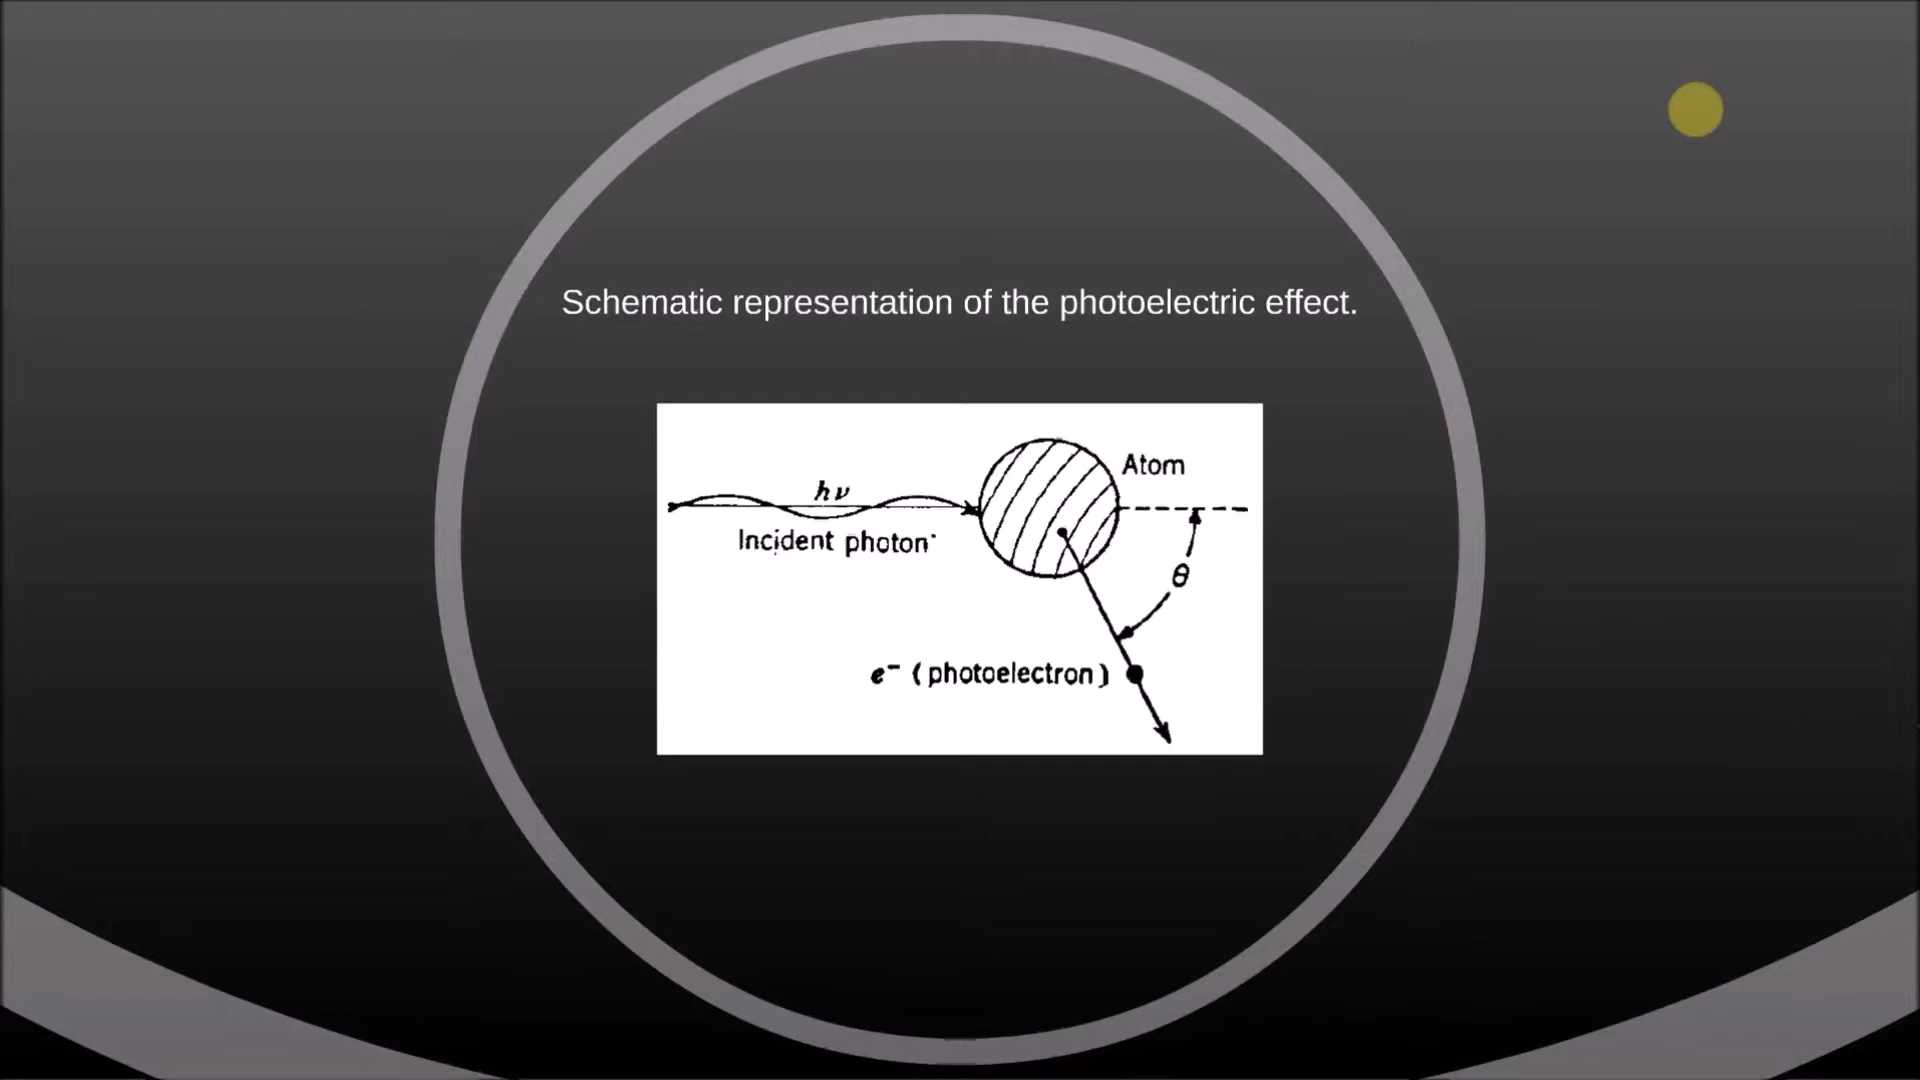 Schematic representation of the photoelectric effect.
Atom
hν
Incident photon
θ
e⁻ (photoelectron)